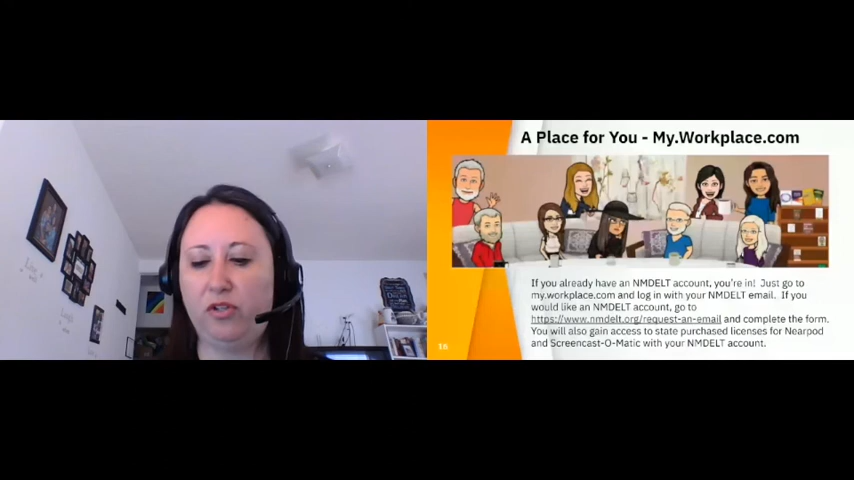 A Place for You - My.Workplace.com
If you already have an NMDELT account, you're in! Just go to
my.workplace.com and log in with your NMDELT email. If you
would like an NMDELT account, go to
https://www.nmdelt.org/request-an-email and complete the form.
You will also gain access to state purchased licenses for Nearpod
and Screencast-O-Matic with your NMDELT account.